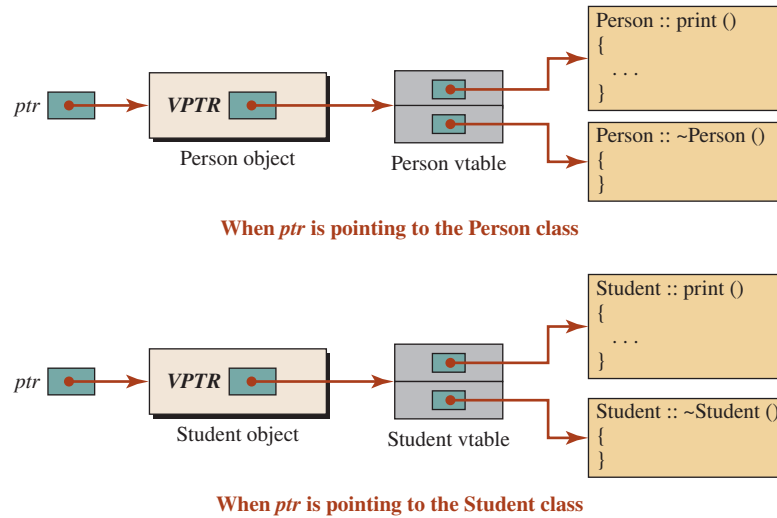 Person :: print ()
{
. . .
}
ptr
VPTR
Person object
Person vtable
Person :: ~Person ()
{
}
When ptr is pointing to the Person class
Student :: print ()
{
. . .
}
ptr
VPTR
Student object
Student vtable
Student :: ~Student ()
{
}
When ptr is pointing to the Student class